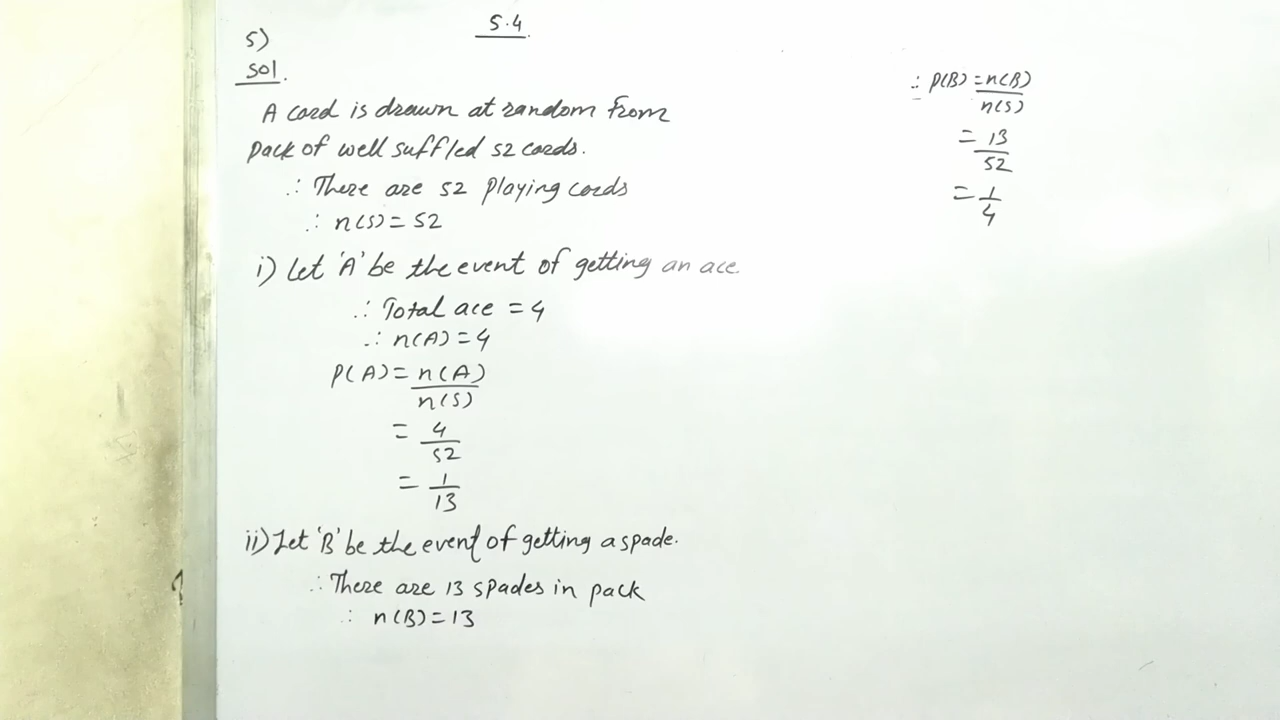 5.4
5)
Sol.
A card is drawn at random from
pack of well suffled 52 cards.
∴ There are 52 playing cards
∴ n(S) = 52
i) Let 'A' be the event of getting an ace.
∴ Total ace = 4
∴ n(A) = 4
P(A) = n(A)
n(S)
= 4
52
= 1
13
ii) Let 'B' be the event of getting a spade.
∴ There are 13 spades in pack
∴ n(B) = 13
∴ P(B) = n(B)
n(S)
= 13
52
= 1
4